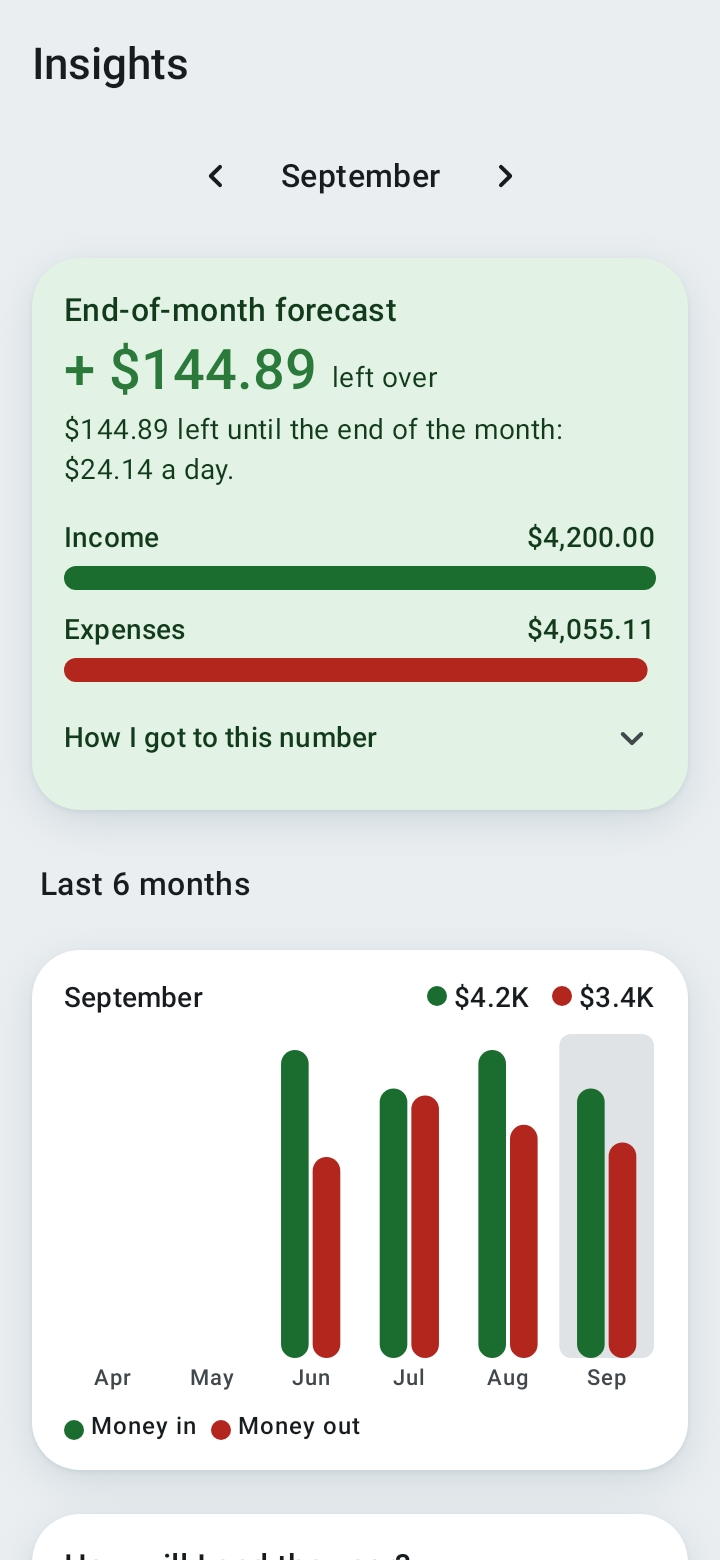 Insights
September
End-of-month forecast
+ $144.89 left over
$144.89 left until the end of the month:
$24.14 a day.
Income $4,200.00
Expenses $4,055.11
How I got to this number
Last 6 months
September $4.2K $3.4K
Apr May Jun Jul Aug Sep
Money in Money out